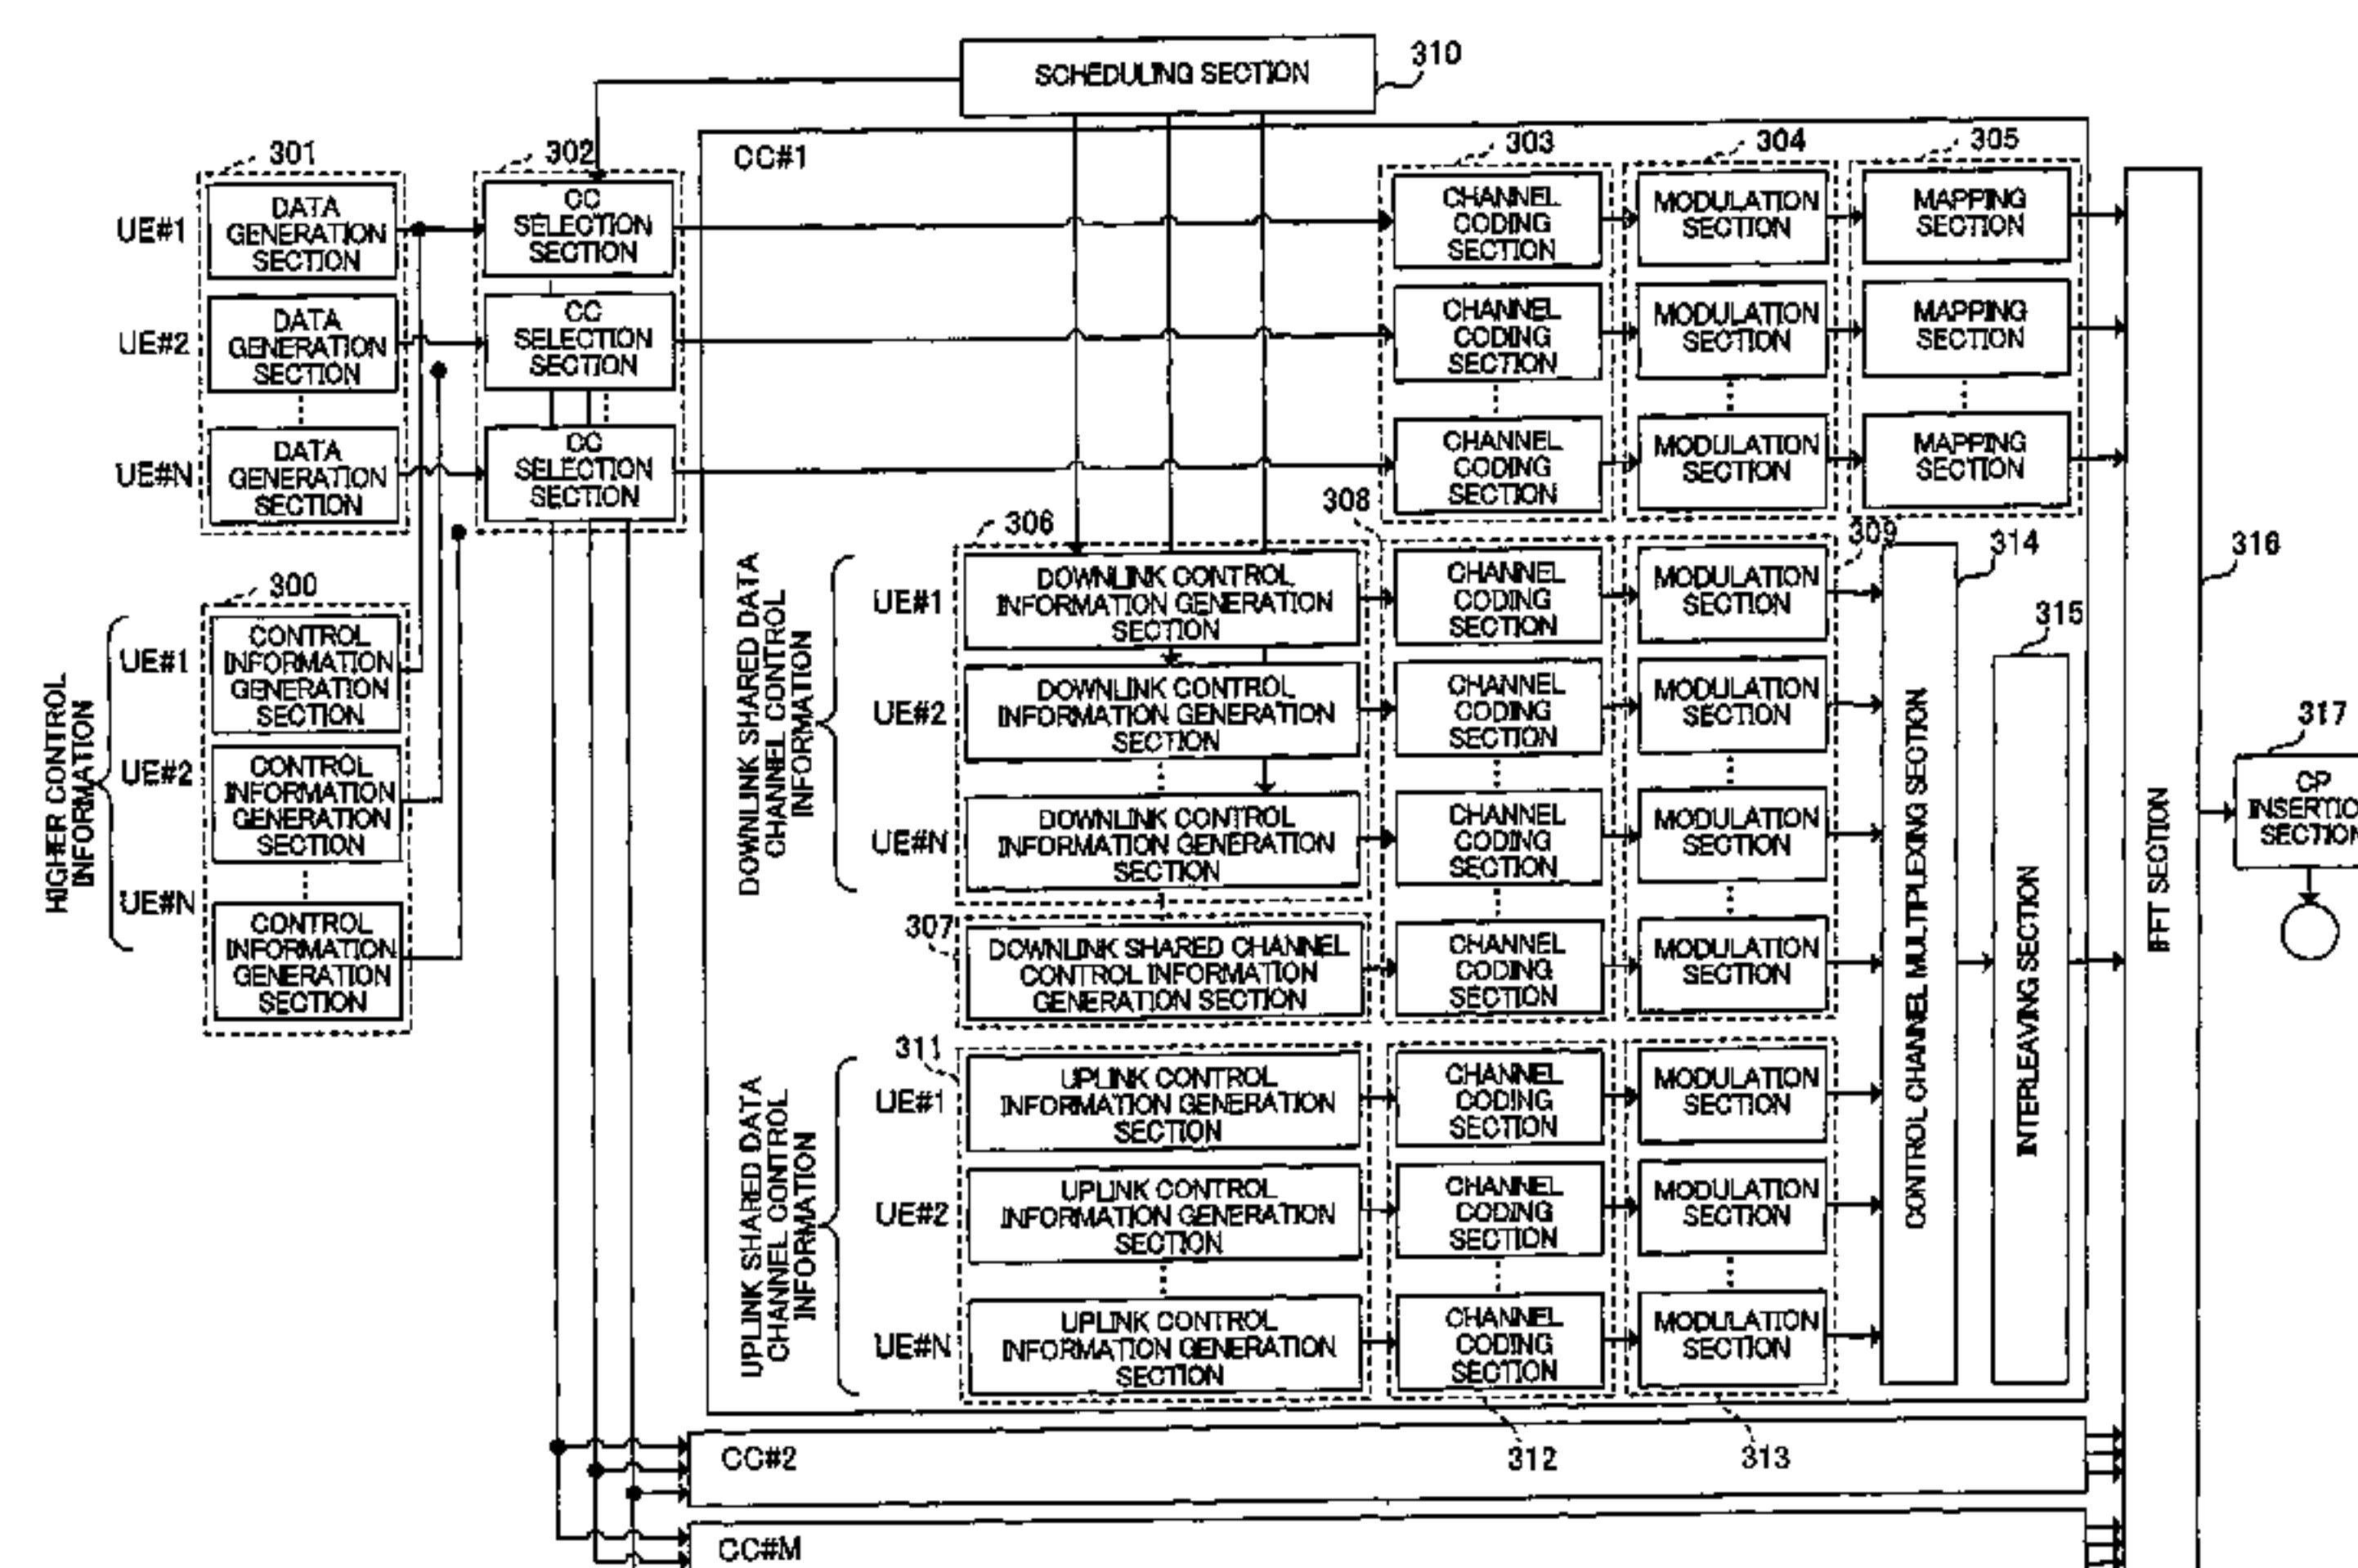 SCHEDULING SECTION
310
CC#1
301
302
303
304
305
UE#1
DATA
GENERATION
SECTION
CC
SELECTION
SECTION
CHANNEL
CODING
SECTION
MODULATION
SECTION
MAPPING
SECTION
UE#2
DATA
GENERATION
SECTION
CC
SELECTION
SECTION
CHANNEL
CODING
SECTION
MODULATION
SECTION
MAPPING
SECTION
UE#N
DATA
GENERATION
SECTION
CC
SELECTION
SECTION
CHANNEL
CODING
SECTION
MODULATION
SECTION
MAPPING
SECTION
HIGHER CONTROL
INFORMATION
300
UE#1
CONTROL
INFORMATION
GENERATION
SECTION
UE#2
CONTROL
INFORMATION
GENERATION
SECTION
UE#N
CONTROL
INFORMATION
GENERATION
SECTION
DOWNLINK SHARED DATA
CHANNEL CONTROL
INFORMATION
306
308
309
UE#1
DOWNLINK CONTROL
INFORMATION GENERATION
SECTION
CHANNEL
CODING
SECTION
MODULATION
SECTION
UE#2
DOWNLINK CONTROL
INFORMATION GENERATION
SECTION
CHANNEL
CODING
SECTION
MODULATION
SECTION
UE#N
DOWNLINK CONTROL
INFORMATION GENERATION
SECTION
CHANNEL
CODING
SECTION
MODULATION
SECTION
307
DOWNLINK SHARED CHANNEL
CONTROL INFORMATION
GENERATION SECTION
CHANNEL
CODING
SECTION
MODULATION
SECTION
UPLINK SHARED DATA
CHANNEL CONTROL
INFORMATION
311
UE#1
UPLINK CONTROL
INFORMATION GENERATION
SECTION
CHANNEL
CODING
SECTION
MODULATION
SECTION
UE#2
UPLINK CONTROL
INFORMATION GENERATION
SECTION
CHANNEL
CODING
SECTION
MODULATION
SECTION
UE#N
UPLINK CONTROL
INFORMATION GENERATION
SECTION
CHANNEL
CODING
SECTION
MODULATION
SECTION
312
313
314
CONTROL CHANNEL MULTIPLEXING SECTION
315
INTERLEAVING SECTION
316
IFFT SECTION
317
CP
INSERTIO
SECTION
CC#2
CC#M